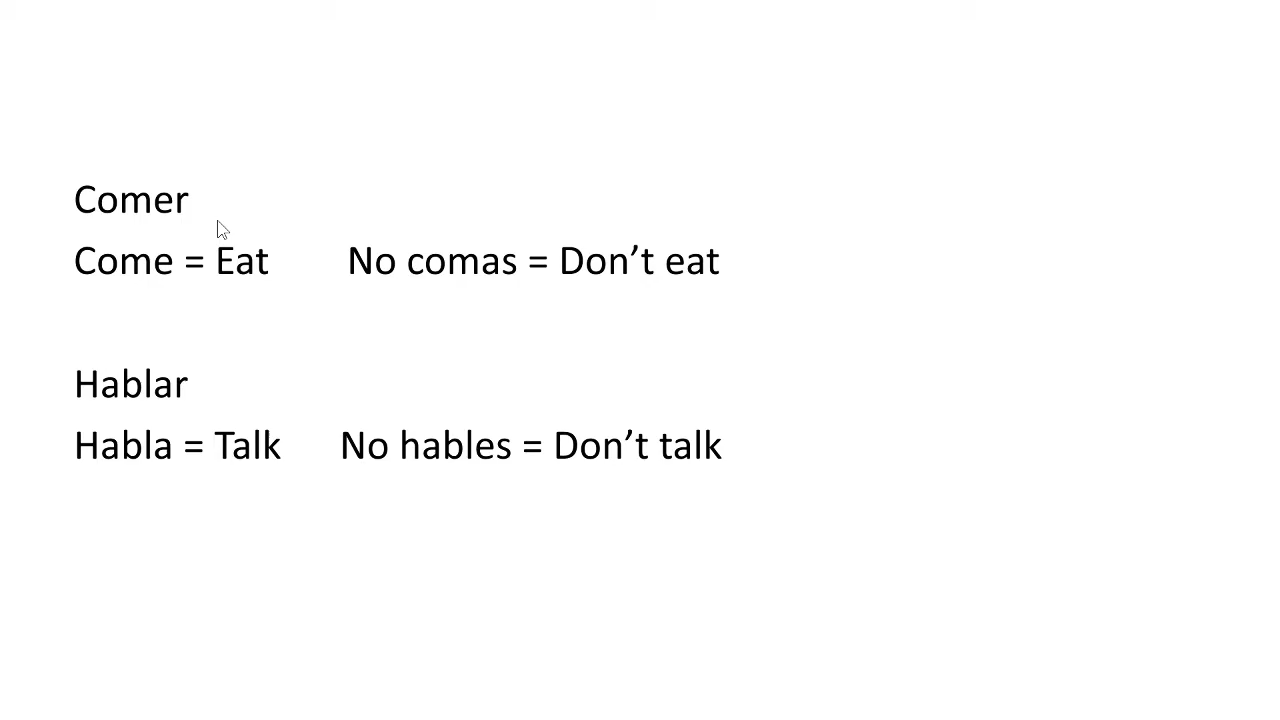 Comer
Come = Eat No comas = Don’t eat
Hablar
Habla = Talk No hables = Don’t talk